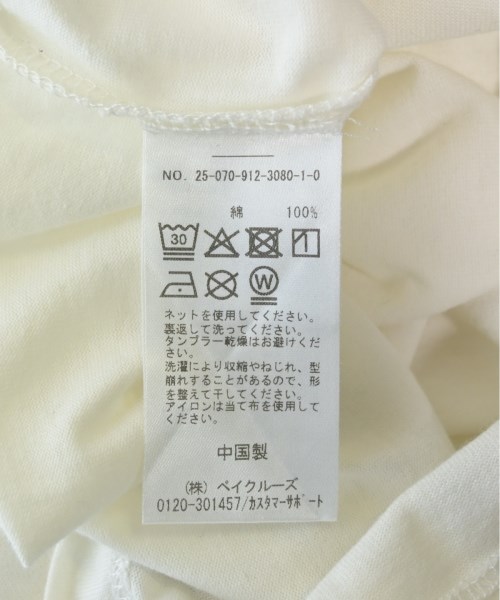 NO. 25-070-912-3080-1-0
綿 100%
30
W
ネットを使用してください。
裏返して洗ってください。
タンブラー乾燥はお避けくださ
い。
洗濯により収縮やねじれ、型
崩れすることがあるので、形
を整えて干してください。
アイロンは当て布を使用して
ください。
中国製
(株) ベイクルーズ
0120-301457/カスタマーサポート